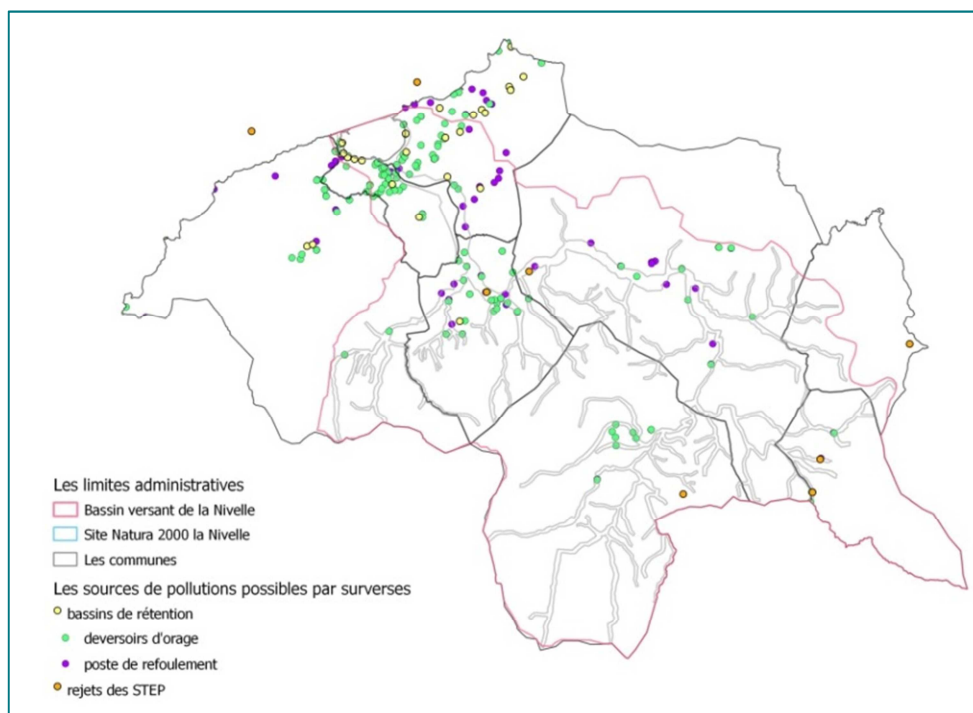 Les limites administratives
Bassin versant de la Nivelle
Site Natura 2000 la Nivelle
Les communes
Les sources de pollutions possibles par surverses
bassins de rétention
deversoirs d'orage
poste de refoulement
rejets des STEP